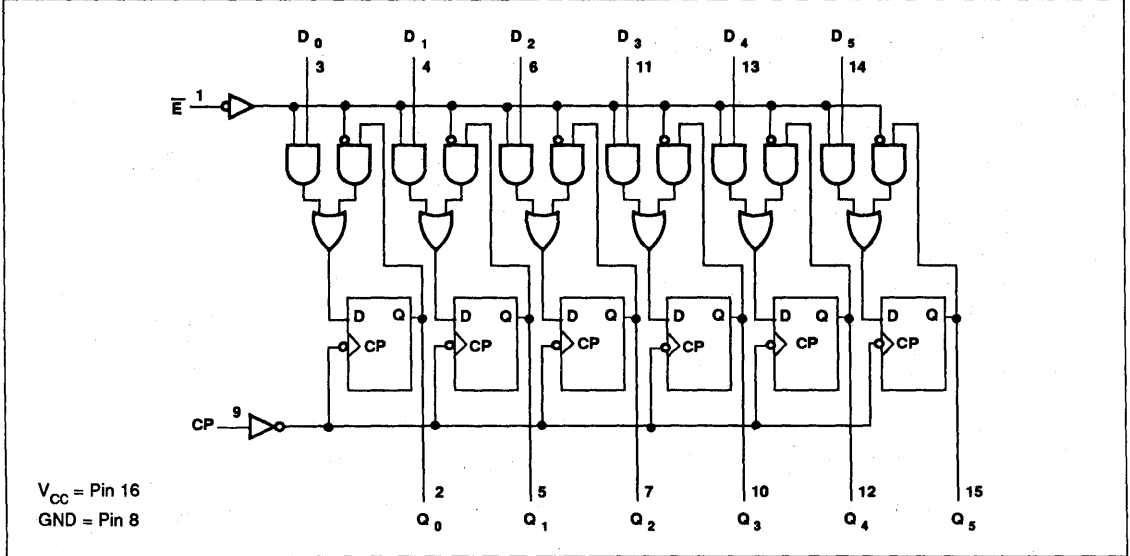 D0 D1 D2 D3 D4 D5
3 4 6 11 13 14
E̅ 1
D Q D Q D Q D Q D Q D Q
CP CP CP CP CP CP
CP 9
VCC = Pin 16
GND = Pin 8
2 5 7 10 12 15
Q0 Q1 Q2 Q3 Q4 Q5